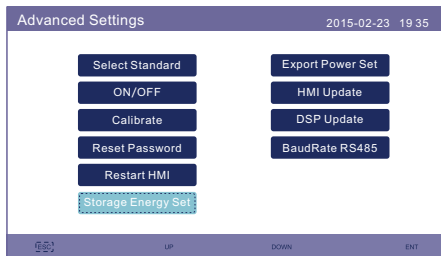 Advanced Settings
2015-02-23 19 35
Select Standard
ON/OFF
Calibrate
Reset Password
Restart HMI
Storage Energy Set
Export Power Set
HMI Update
DSP Update
BaudRate RS485
ESC UP DOWN ENT